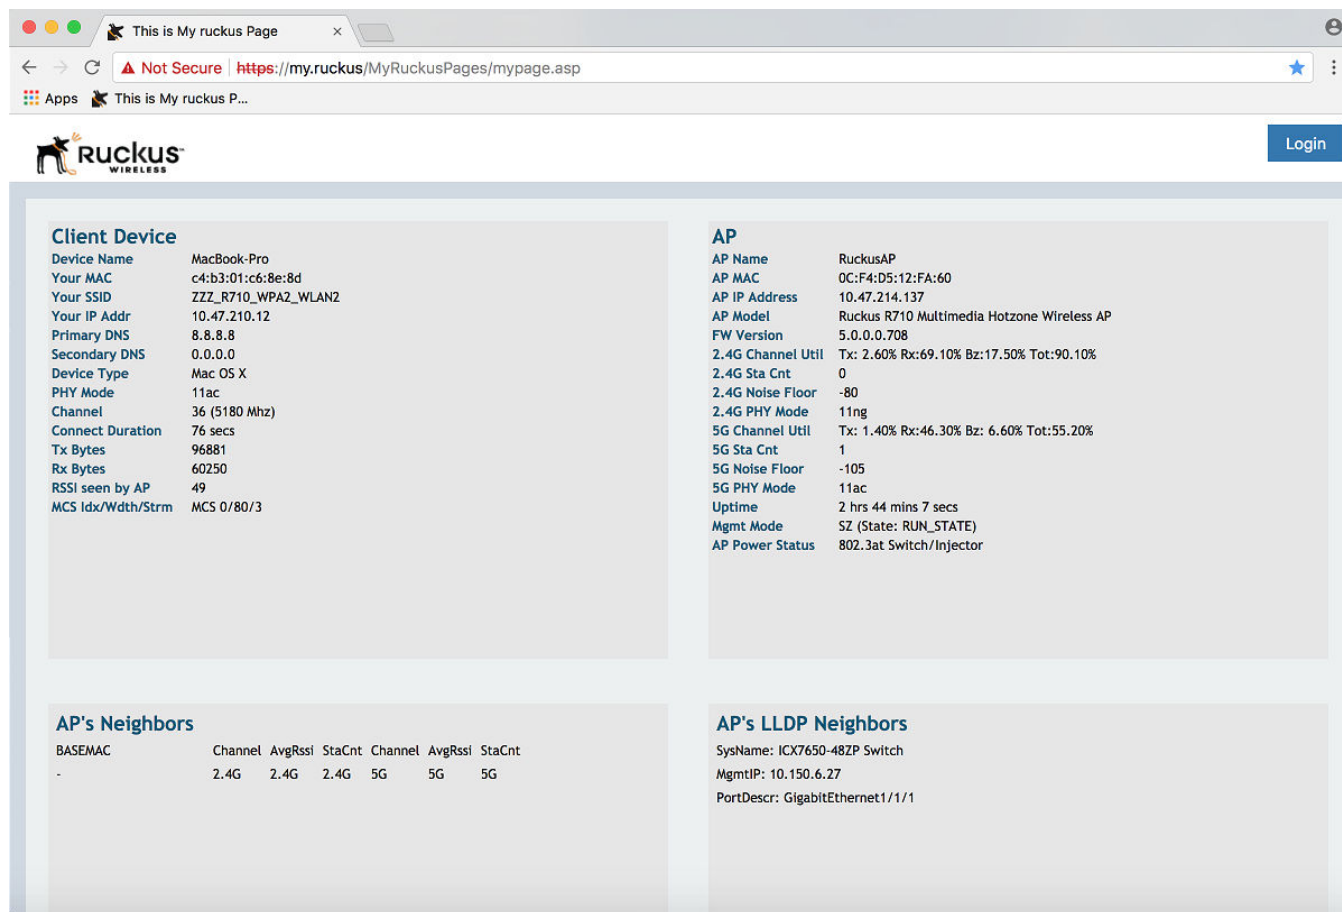 This is My ruckus Page
Not Secure https://my.ruckus/MyRuckusPages/mypage.asp
Apps This is My ruckus P...
Ruckus™
WIRELESS
Login
Client Device
Device Name MacBook-Pro
Your MAC c4:b3:01:c6:8e:8d
Your SSID ZZZ_R710_WPA2_WLAN2
Your IP Addr 10.47.210.12
Primary DNS 8.8.8.8
Secondary DNS 0.0.0.0
Device Type Mac OS X
PHY Mode 11ac
Channel 36 (5180 Mhz)
Connect Duration 76 secs
Tx Bytes 96881
Rx Bytes 60250
RSSI seen by AP 49
MCS Idx/Wdth/Strm MCS 0/80/3
AP
AP Name RuckusAP
AP MAC 0C:F4:D5:12:FA:60
AP IP Address 10.47.214.137
AP Model Ruckus R710 Multimedia Hotzone Wireless AP
FW Version 5.0.0.0.708
2.4G Channel Util Tx: 2.60% Rx:69.10% Bz:17.50% Tot:90.10%
2.4G Sta Cnt 0
2.4G Noise Floor -80
2.4G PHY Mode 11ng
5G Channel Util Tx: 1.40% Rx:46.30% Bz: 6.60% Tot:55.20%
5G Sta Cnt 1
5G Noise Floor -105
5G PHY Mode 11ac
Uptime 2 hrs 44 mins 7 secs
Mgmt Mode SZ (State: RUN_STATE)
AP Power Status 802.3at Switch/Injector
AP's Neighbors
BASEMAC Channel AvgRssi StaCnt Channel AvgRssi StaCnt
- 2.4G 2.4G 2.4G 5G 5G 5G
AP's LLDP Neighbors
SysName: ICX7650-48ZP Switch
MgmtIP: 10.150.6.27
PortDescr: GigabitEthernet1/1/1